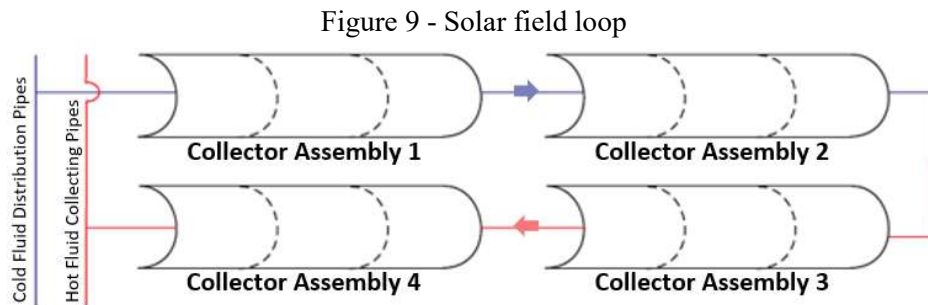 Figure 9 - Solar field loop
Cold Fluid Distribution Pipes
Hot Fluid Collecting Pipes
Collector Assembly 1
Collector Assembly 2
Collector Assembly 4
Collector Assembly 3